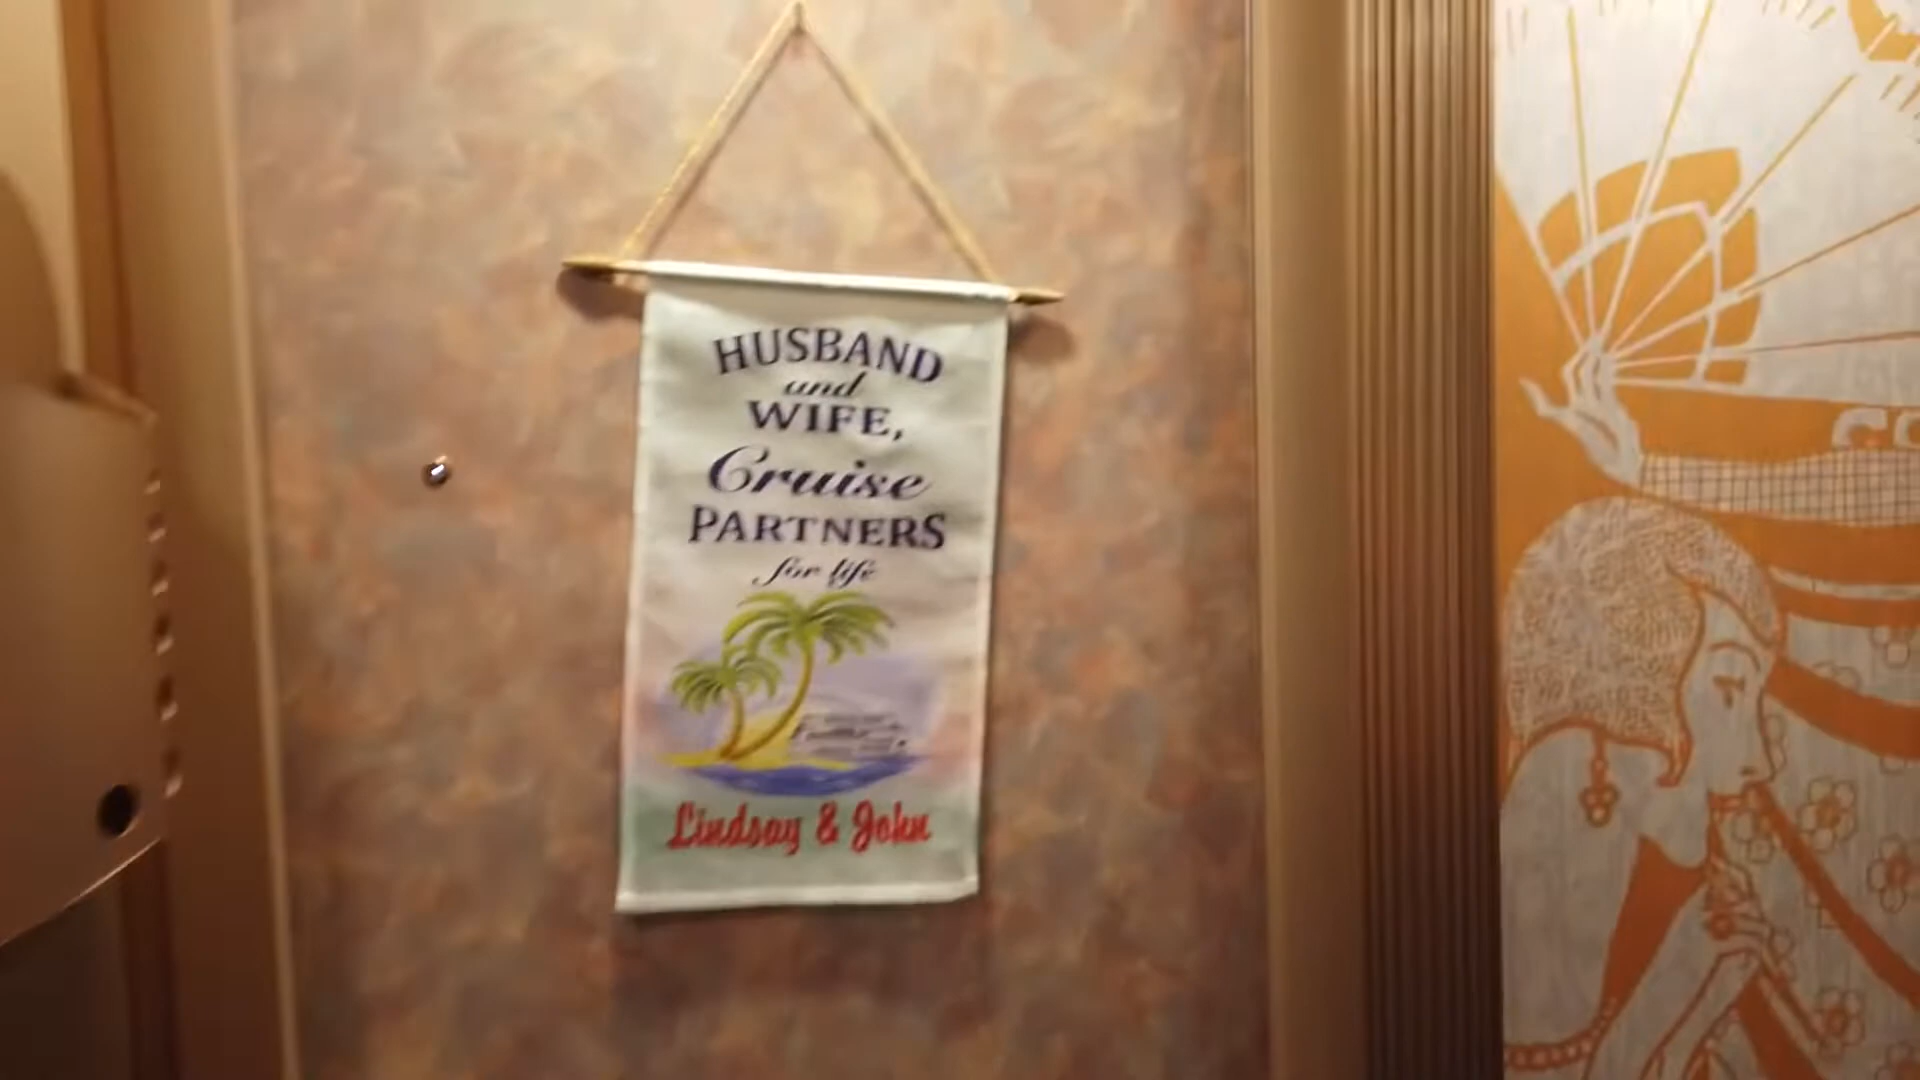 HUSBAND
and
WIFE,
Cruise
PARTNERS
for life
Lindsay & John